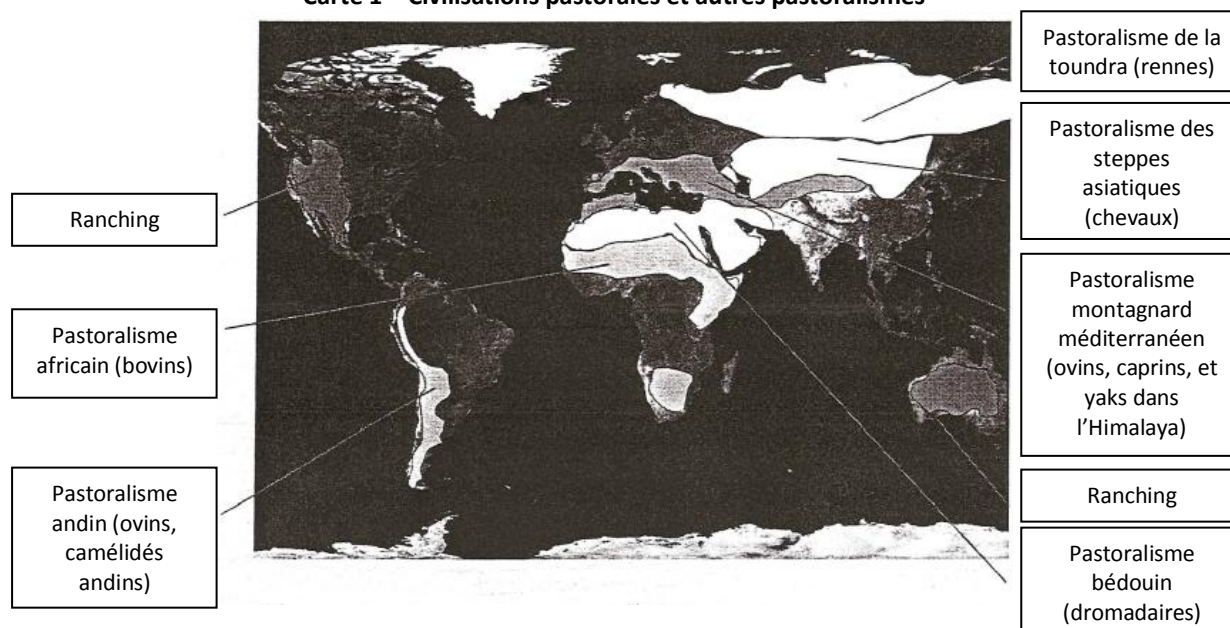 Carte 1 – Civilisations pastorales et autres pastoralismes
Ranching
Pastoralisme
africain (bovins)
Pastoralisme
andin (ovins,
camélidés
andins)
Pastoralisme de la
toundra (rennes)
Pastoralisme des
steppes
asiatiques
(chevaux)
Pastoralisme
montagnard
méditerranéen
(ovins, caprins, et
yaks dans
l’Himalaya)
Ranching
Pastoralisme
bédouin
(dromadaires)